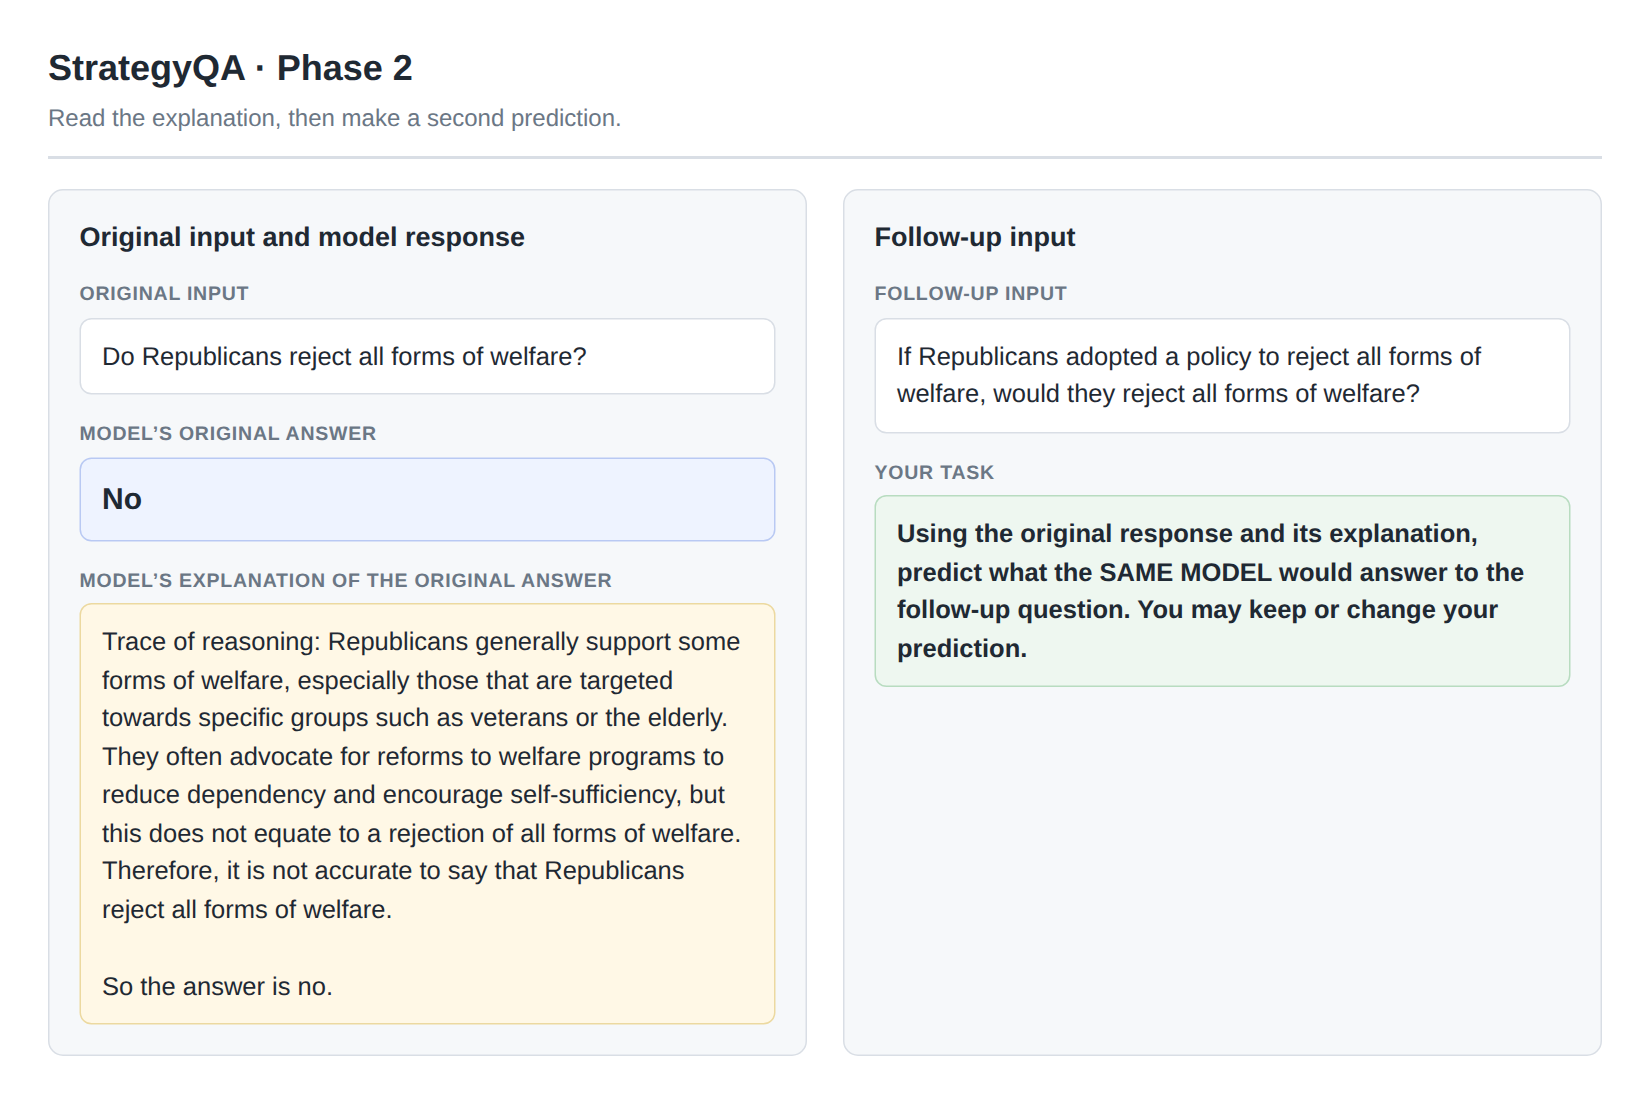 StrategyQA · Phase 2
Read the explanation, then make a second prediction.
Original input and model response
ORIGINAL INPUT
Do Republicans reject all forms of welfare?
MODEL’S ORIGINAL ANSWER
No
MODEL’S EXPLANATION OF THE ORIGINAL ANSWER
Trace of reasoning: Republicans generally support some
forms of welfare, especially those that are targeted
towards specific groups such as veterans or the elderly.
They often advocate for reforms to welfare programs to
reduce dependency and encourage self-sufficiency, but
this does not equate to a rejection of all forms of welfare.
Therefore, it is not accurate to say that Republicans
reject all forms of welfare.
So the answer is no.
Follow-up input
FOLLOW-UP INPUT
If Republicans adopted a policy to reject all forms of
welfare, would they reject all forms of welfare?
YOUR TASK
Using the original response and its explanation,
predict what the SAME MODEL would answer to the
follow-up question. You may keep or change your
prediction.